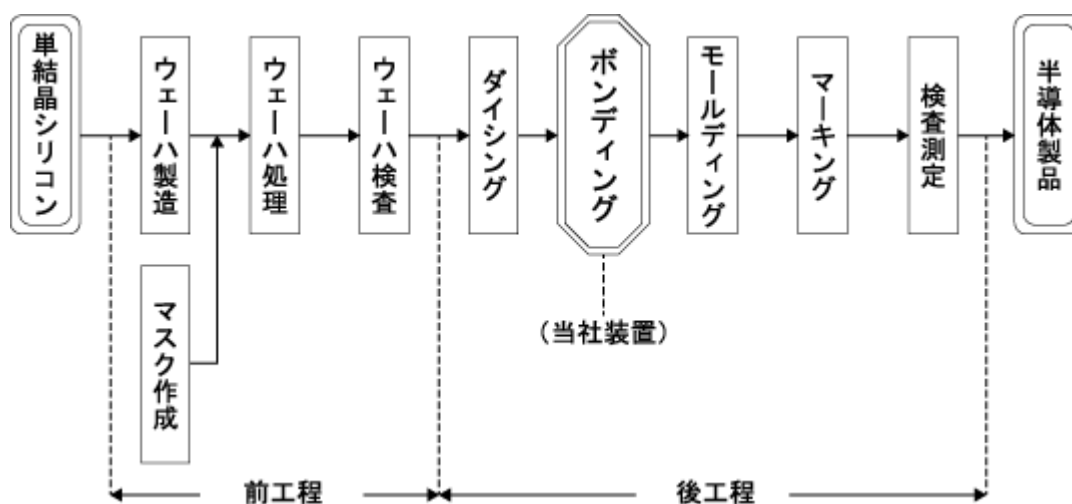 単結晶シリコン
ウェーハ製造
ウェーハ処理
ウェーハ検査
ダイシング
ボンディング
モールディング
マーキング
検査測定
半導体製品
マスク作成
（当社装置）
前工程
後工程